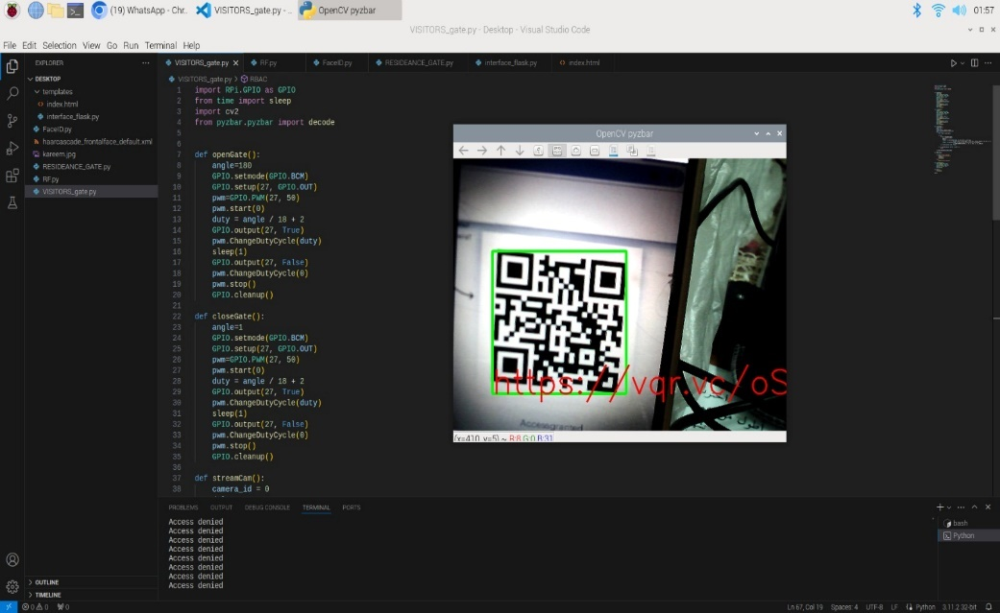 (19) WhatsApp - Chr..
VISITORS_gate.py - ..
OpenCV pyzbar
01:57
VISITORS_gate.py - Desktop - Visual Studio Code
File Edit Selection View Go Run Terminal Help
EXPLORER
DESKTOP
templates
index.html
interface_flask.py
FaceID.py
haarcascade_frontalface_default.xml
kareem.jpg
RESIDEANCE_GATE.py
RF.py
VISITORS_gate.py
OUTLINE
TIMELINE
VISITORS_gate.py RF.py FaceID.py RESIDEANCE_GATE.py interface_flask.py index.html
VISITORS_gate.py > RBAC
1 import RPi.GPIO as GPIO
2 from time import sleep
3 import cv2
4 from pyzbar.pyzbar import decode
5
6
7 def openGate():
8 angle=180
9 GPIO.setmode(GPIO.BCM)
10 GPIO.setup(27, GPIO.OUT)
11 pwm=GPIO.PWM(27, 50)
12 pwm.start(0)
13 duty = angle / 18 + 2
14 GPIO.output(27, True)
15 pwm.ChangeDutyCycle(duty)
16 sleep(1)
17 GPIO.output(27, False)
18 pwm.ChangeDutyCycle(0)
19 pwm.stop()
20 GPIO.cleanup()
21
22 def closeGate():
23 angle=1
24 GPIO.setmode(GPIO.BCM)
25 GPIO.setup(27, GPIO.OUT)
26 pwm=GPIO.PWM(27, 50)
27 pwm.start(0)
28 duty = angle / 18 + 2
29 GPIO.output(27, True)
30 pwm.ChangeDutyCycle(duty)
31 sleep(1)
32 GPIO.output(27, False)
33 pwm.ChangeDutyCycle(0)
34 pwm.stop()
35 GPIO.cleanup()
36
37 def streamCam():
38 camera_id = 0
OpenCV pyzbar
https://vqr.vc/oS
(x=410, y=5) ~ R:6 G:0 B:31
PROBLEMS OUTPUT DEBUG CONSOLE TERMINAL PORTS
Access denied
Access denied
Access denied
Access denied
Access denied
Access denied
Access denied
Access denied
bash
Python
0 0 0
Ln 67, Col 19 Spaces: 4 UTF-8 LF Python 3.11.2 32-bit